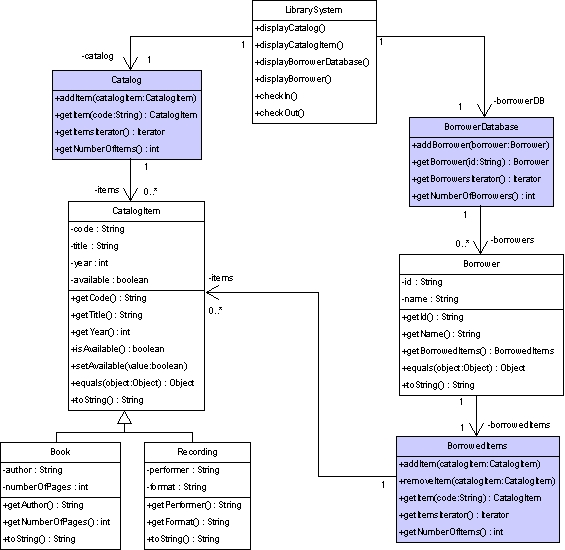 LibrarySystem
+displayCatalog()
+displayCatalogItem()
+displayBorrowerDatabase()
+displayBorrower()
+checkIn()
+checkOut()
1
1
-catalog
1
Catalog
+addItem(catalogItem:CatalogItem)
+getItem(code:String) : CatalogItem
+getItemsIterator() : Iterator
+getNumberOfItems() : int
1
-borrowerDB
1
BorrowerDatabase
+addBorrower(borrower:Borrower)
+getBorrower(id:String) : Borrower
+getBorrowersIterator() : Iterator
+getNumberOfBorrowers() : int
1
-items
0..*
CatalogItem
-code : String
-title : String
-year : int
-available : boolean
+getCode() : String
+getTitle() : String
+getYear() : int
+isAvailable() : boolean
+setAvailable(value:boolean)
+equals(object:Object) : Object
+toString() : String
-items
0..*
0..*
-borrowers
Borrower
-id : String
-name : String
+getId() : String
+getName() : String
+getBorrowedItems() : BorrowedItems
+equals(object:Object) : Object
+toString() : String
1
1
-borrowedItems
Book
-author : String
-numberOfPages : int
+getAuthor() : String
+getNumberOfPages() : int
+toString() : String
Recording
-performer : String
-format : String
+getPerformer() : String
+getFormat() : String
+toString() : String
BorrowedItems
+addItem(catalogItem:CatalogItem)
+removeItem(catalogItem:CatalogItem)
+getItem(code:String) : CatalogItem
+getItemsIterator() : Iterator
+getNumberOfItems() : int
1